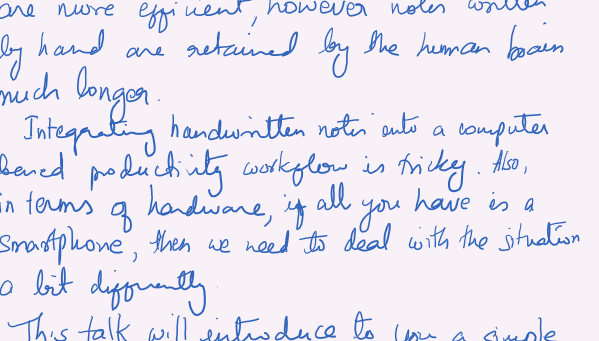 are more efficient, however notes written
by hand are retained by the human brain
much longer.
Integrating handwritten notes into a computer
based productivity workflow is tricky. Also,
in terms of hardware, if all you have is a
smartphone, then we need to deal with the situation
a bit differently.
This talk will introduce to you a simple